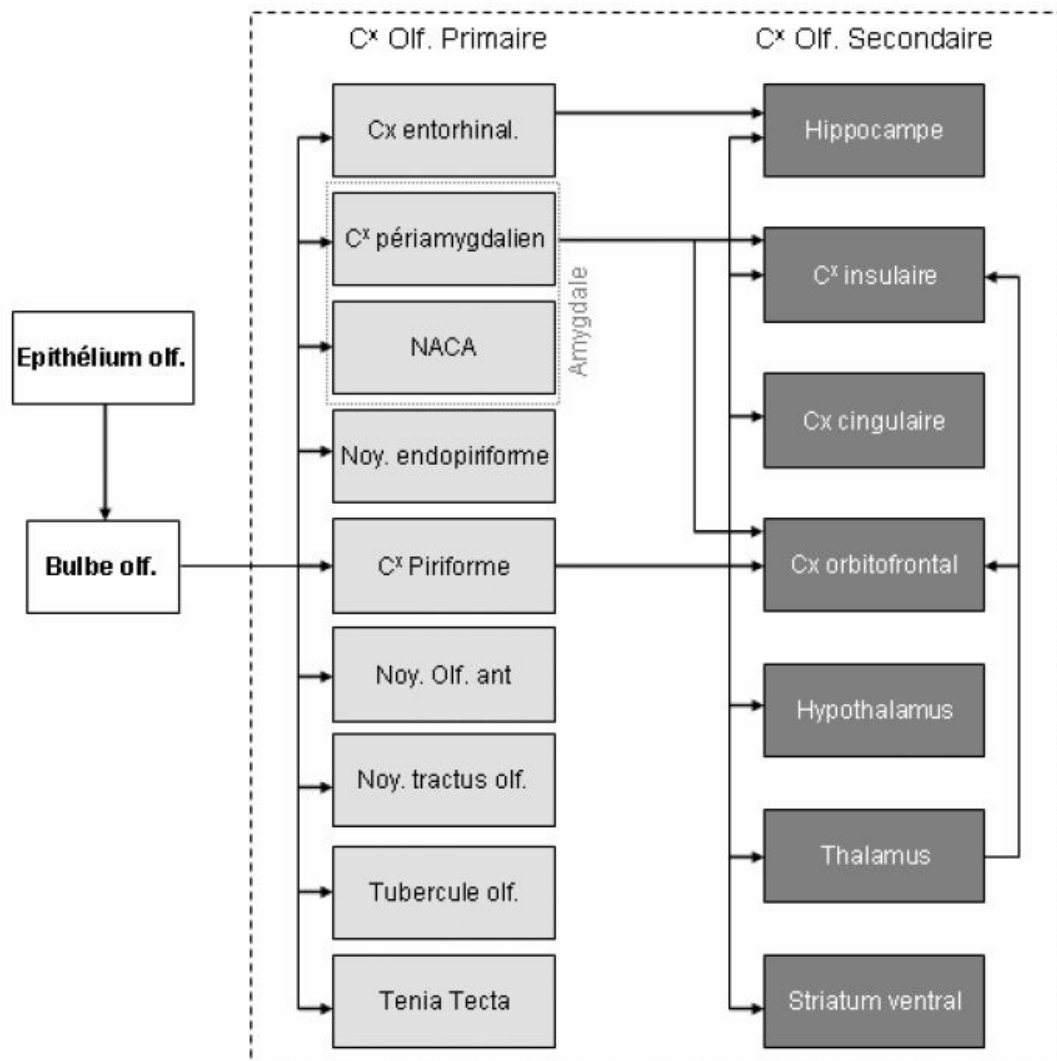 Cˣ Olf. Primaire
Cˣ Olf. Secondaire
Cx entorhinal.
Hippocampe
Cˣ périamygdalien
Cˣ insulaire
Amygdale
Epithélium olf.
NACA
Cx cingulaire
Noy. endopiriforme
Bulbe olf.
Cˣ Piriforme
Cx orbitofrontal
Noy. Olf. ant
Hypothalamus
Noy. tractus olf.
Thalamus
Tubercule olf.
Tenia Tecta
Striatum ventral